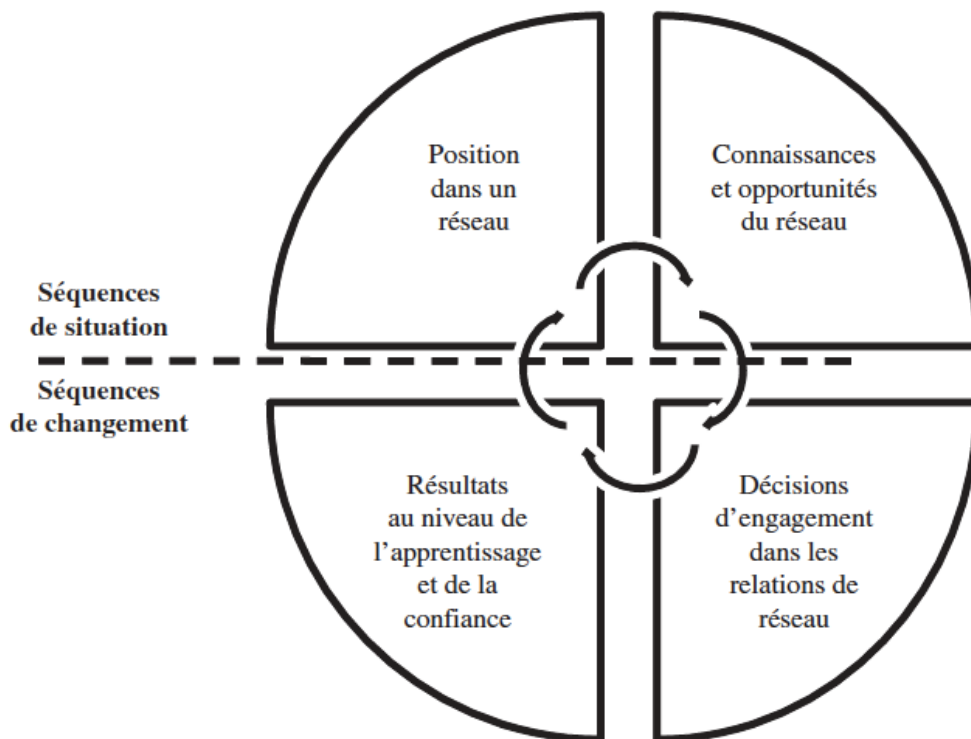 Position
dans un
réseau
Connaissances
et opportunités
du réseau
Séquences
de situation
Séquences
de changement
Résultats
au niveau de
l’apprentissage
et de la
confiance
Décisions
d’engagement
dans les
relations de
réseau